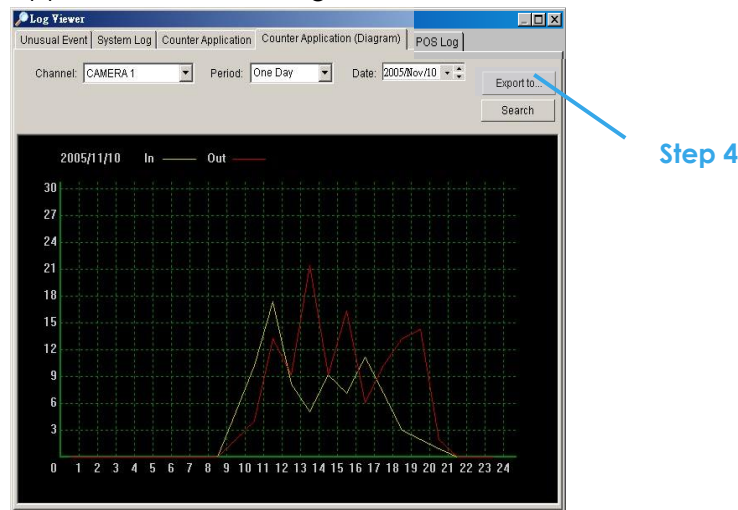 Log Viewer
Unusual Event System Log Counter Application Counter Application (Diagram) POS Log
Channel: CAMERA 1 Period: One Day Date: 2005/Nov/10
Export to...
Search
Step 4
2005/11/10 In Out
30
27
24
21
18
15
12
9
6
3
0 1 2 3 4 5 6 7 8 9 10 11 12 13 14 15 16 17 18 19 20 21 22 23 24